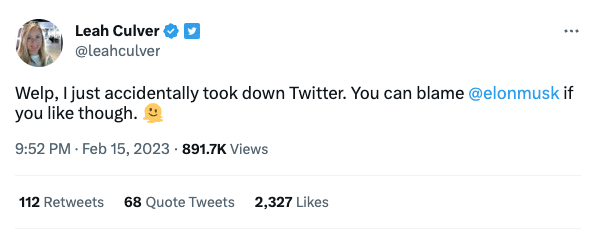 Leah Culver
@leahculver
Welp, I just accidentally took down Twitter. You can blame @elonmusk if
you like though. 🫠
9:52 PM · Feb 15, 2023 · 891.7K Views
112 Retweets 68 Quote Tweets 2,327 Likes